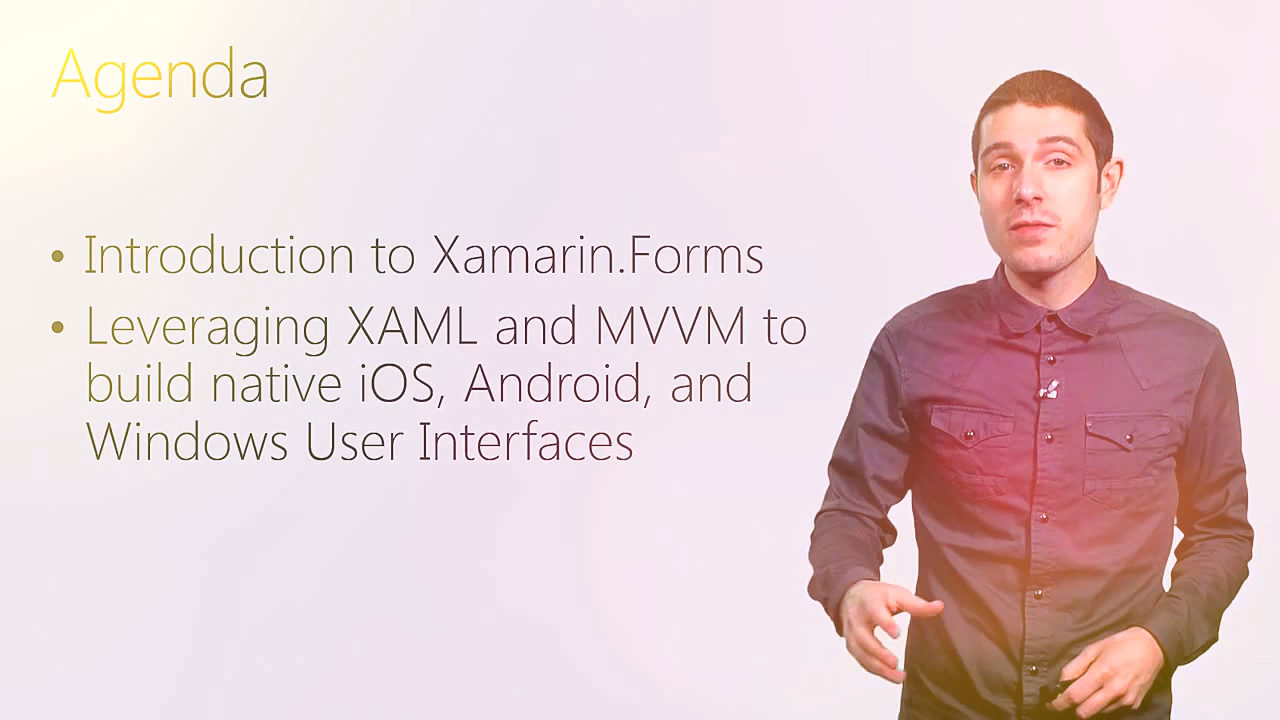 Agenda
• Introduction to Xamarin.Forms
• Leveraging XAML and MVVM to
build native iOS, Android, and
Windows User Interfaces